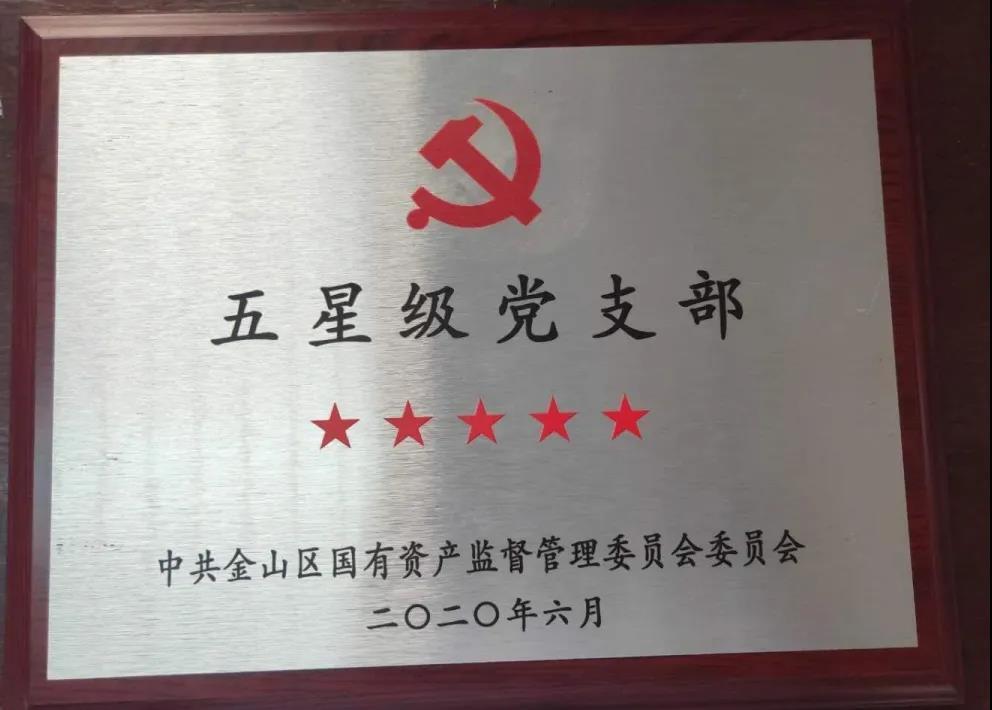 五星级党支部
中共金山区国有资产监督管理委员会委员会
二〇二〇年六月